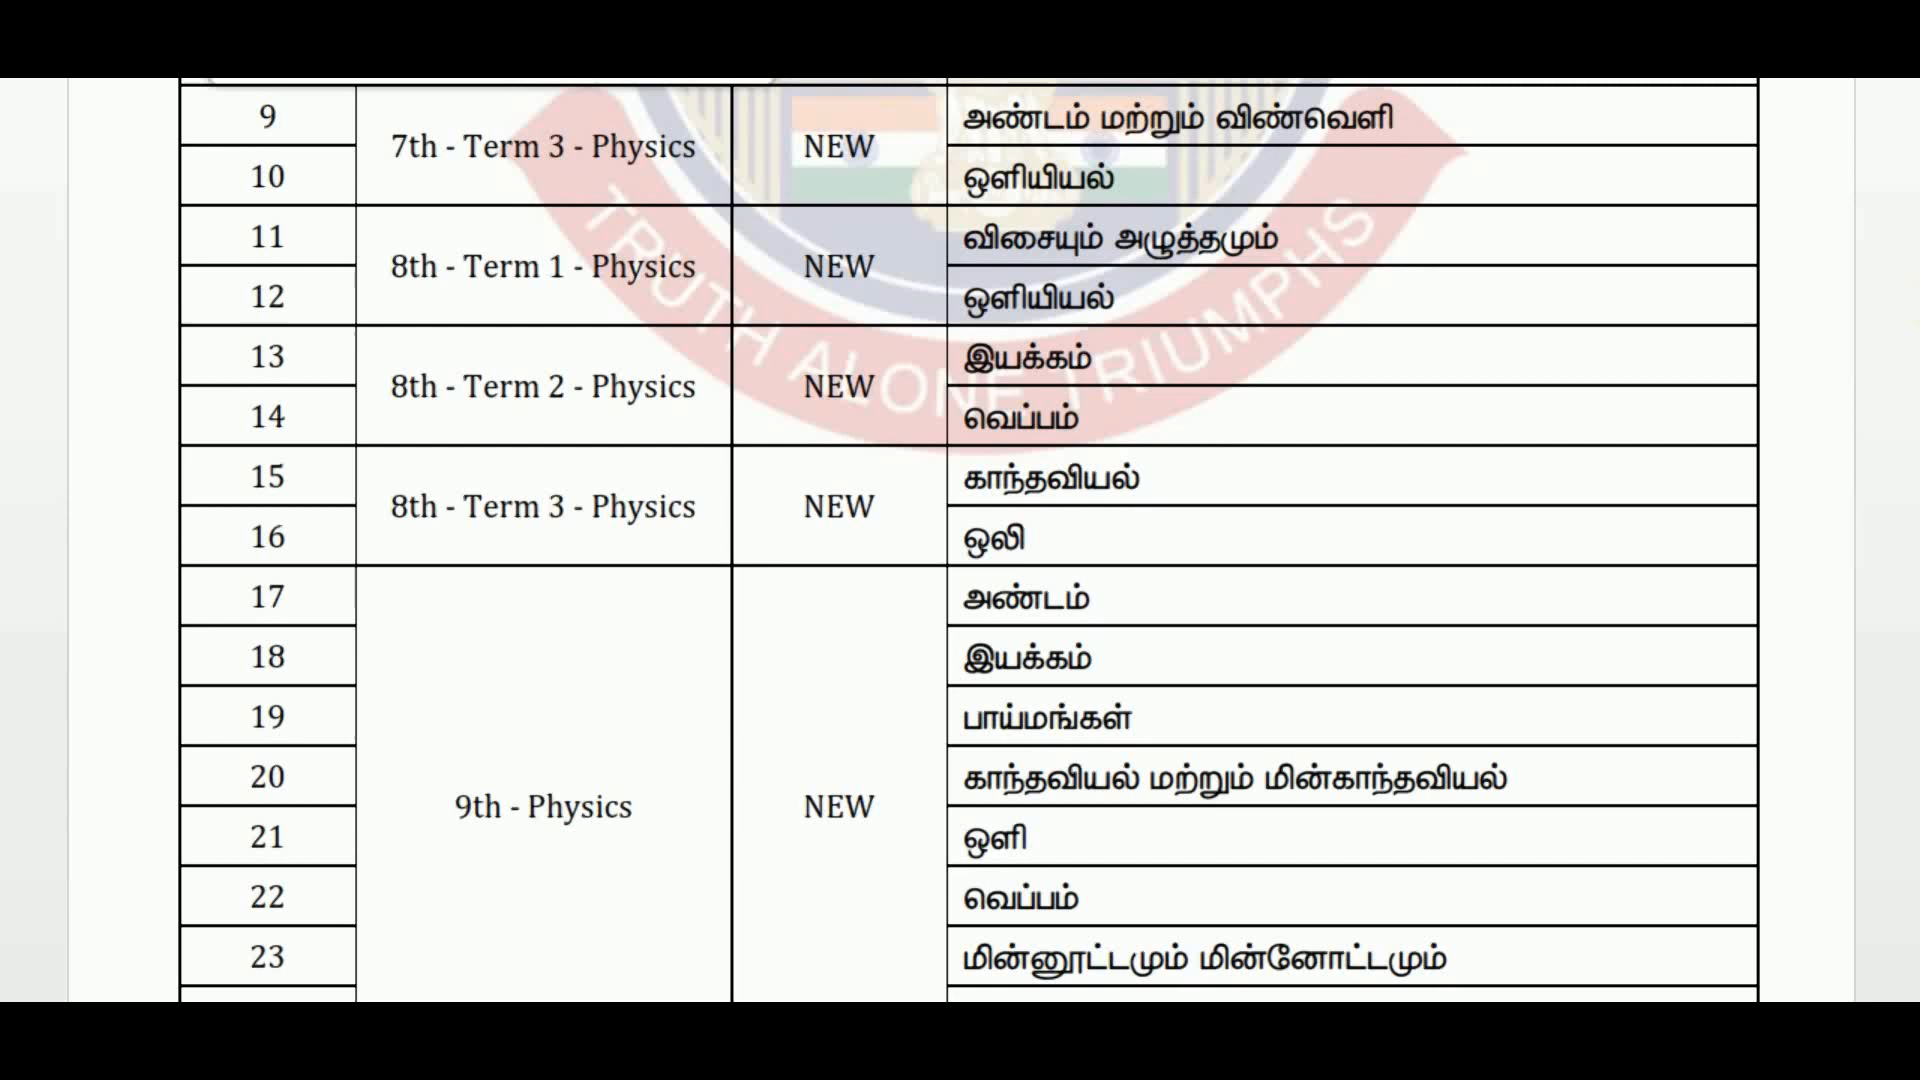 9
7th - Term 3 - Physics
NEW
அண்டம் மற்றும் விண்வெளி
10
ஒளியியல்
11
8th - Term 1 - Physics
NEW
விசையும் அழுத்தமும்
12
ஒளியியல்
13
8th - Term 2 - Physics
NEW
இயக்கம்
14
வெப்பம்
15
8th - Term 3 - Physics
NEW
காந்தவியல்
16
ஒலி
17
அண்டம்
18
இயக்கம்
19
பாய்மங்கள்
20
9th - Physics
NEW
காந்தவியல் மற்றும் மின்காந்தவியல்
21
ஒளி
22
வெப்பம்
23
மின்னூட்டமும் மின்னோட்டமும்
TRUTH ALONE TRIUMPHS